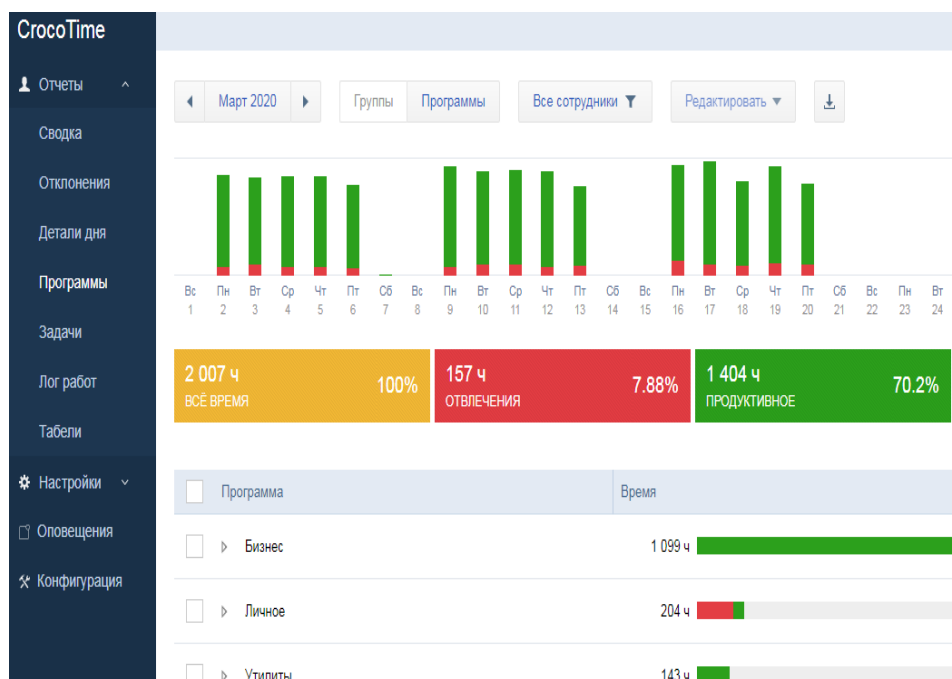 CrocoTime
Отчеты
Сводка
Отклонения
Детали дня
Программы
Задачи
Лог работ
Табели
Настройки
Оповещения
Конфигурация
Март 2020 Группы Программы Все сотрудники Редактировать
Вс Пн Вт Ср Чт Пт Сб Вс Пн Вт Ср Чт Пт Сб Вс Пн Вт Ср Чт Пт Сб Вс Пн Вт
1 2 3 4 5 6 7 8 9 10 11 12 13 14 15 16 17 18 19 20 21 22 23 24
2 007 ч 100% 157 ч 7.88% 1 404 ч 70.2%
ВСЁ ВРЕМЯ ОТВЛЕЧЕНИЯ ПРОДУКТИВНОЕ
Программа Время
Бизнес 1 099 ч
Личное 204 ч
Утилиты 143 ч